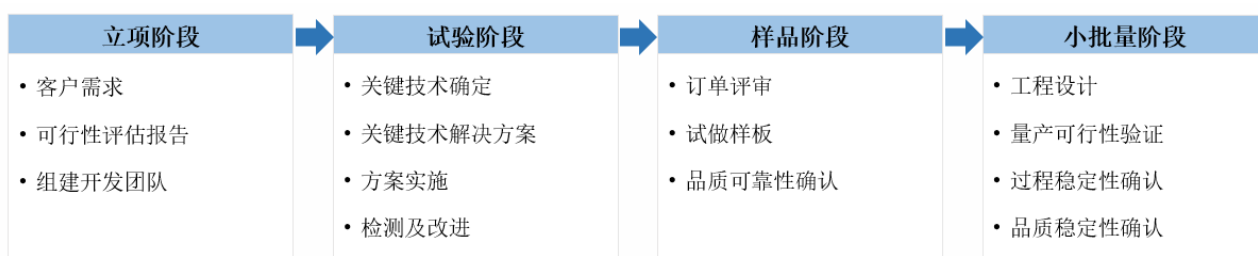 立项阶段
• 客户需求
• 可行性评估报告
• 组建开发团队
试验阶段
• 关键技术确定
• 关键技术解决方案
• 方案实施
• 检测及改进
样品阶段
• 订单评审
• 试做样板
• 品质可靠性确认
小批量阶段
• 工程设计
• 量产可行性验证
• 过程稳定性确认
• 品质稳定性确认